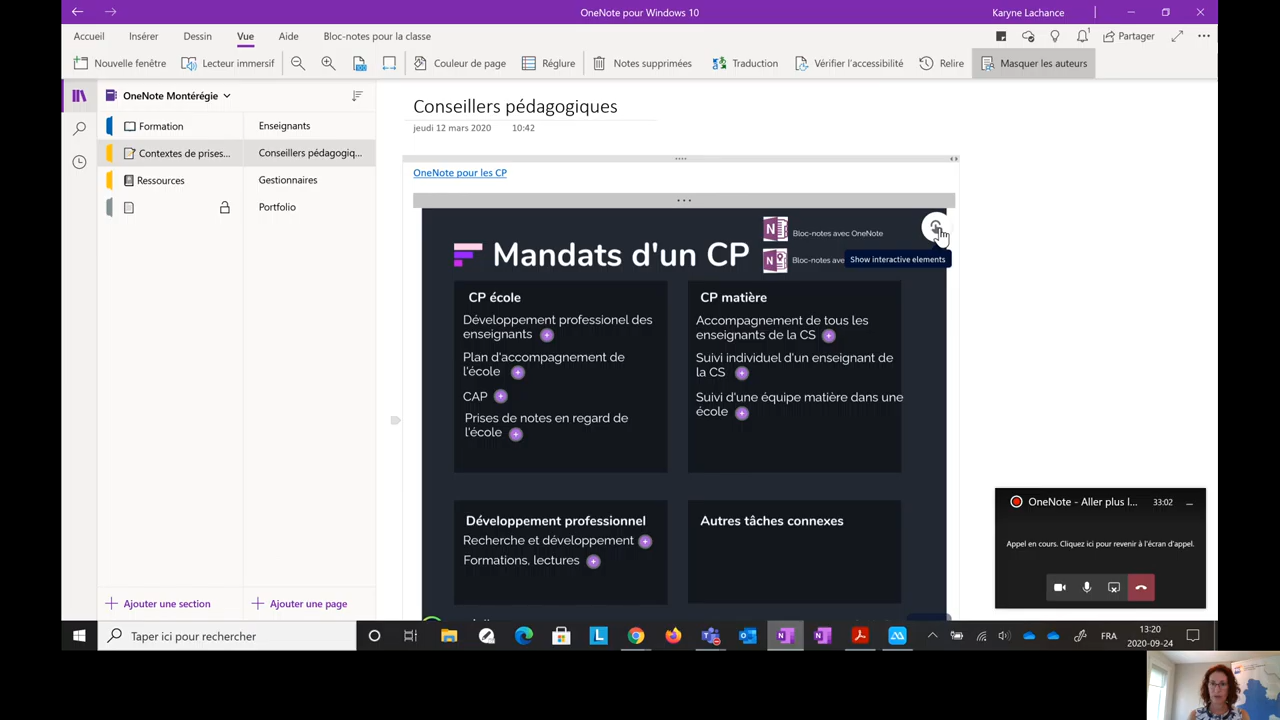 OneNote pour Windows 10
Karyne Lachance
Accueil
Insérer
Dessin
Vue
Aide
Bloc-notes pour la classe
Partager
Nouvelle fenêtre
Lecteur immersif
Couleur de page
Réglure
Notes supprimées
Traduction
Vérifier l'accessibilité
Relire
Masquer les auteurs
OneNote Montérégie
Formation
Contextes de prises...
Ressources
Enseignants
Conseillers pédagogiq...
Gestionnaires
Portfolio
Conseillers pédagogiques
jeudi 12 mars 2020 10:42
OneNote pour les CP
Mandats d'un CP
Bloc-notes avec OneNote
Bloc-notes ave
Show interactive elements
CP école
Développement professionel des
enseignants
Plan d'accompagnement de
l'école
CAP
Prises de notes en regard de
l'école
CP matière
Accompagnement de tous les
enseignants de la CS
Suivi individuel d'un enseignant de
la CS
Suivi d'une équipe matière dans une
école
Développement professionnel
Recherche et développement
Formations, lectures
Autres tâches connexes
OneNote - Aller plus l...
33:02
Appel en cours. Cliquez ici pour revenir à l'écran d'appel.
Ajouter une section
Ajouter une page
Taper ici pour rechercher
FRA
13:20
2020-09-24